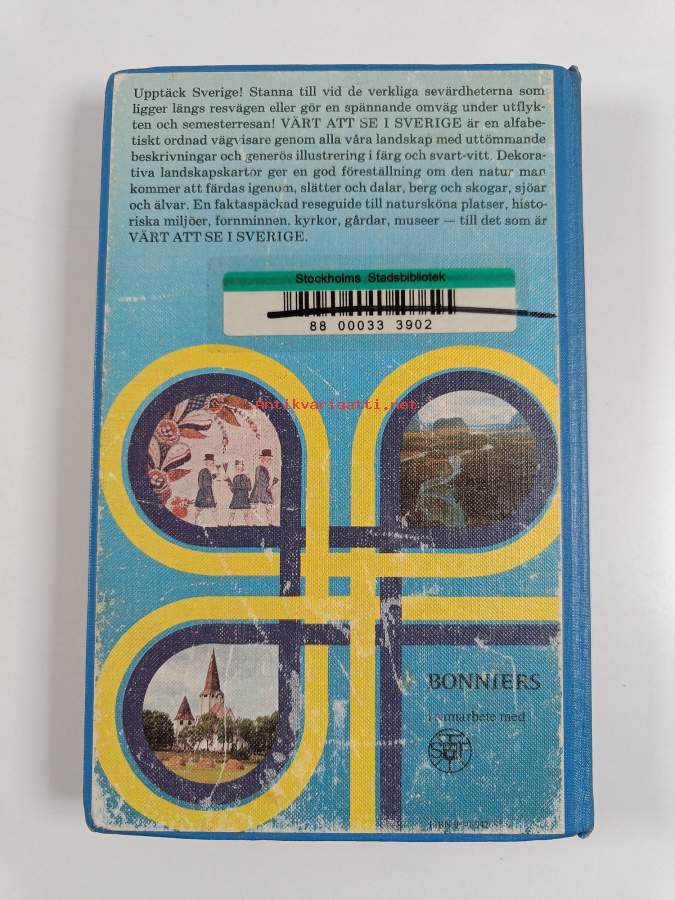 Upptäck Sverige! Stanna till vid de verkliga sevärdheterna som
ligger längs resvägen eller gör en spännande omväg under utflyk-
ten och semesterresan! VÄRT ATT SE I SVERIGE är en alfabe-
tiskt ordnad vägvisare genom alla våra landskap med uttömmande
beskrivningar och generös illustrering i färg och svart-vitt. Dekora-
tiva landskapskartor ger en god föreställning om den natur man
kommer att färdas igenom, slätter och dalar, berg och skogar, sjöar
och älvar. En faktaspäckad reseguide till natursköna platser, histo-
riska miljöer, fornminnen, kyrkor, gårdar, museer — till det som är
VÄRT ATT SE I SVERIGE.
Stockholms Stadsbibliotek
88 00033 3902
Antikvarisatti.net
BONNIERS
i samarbete med
STF